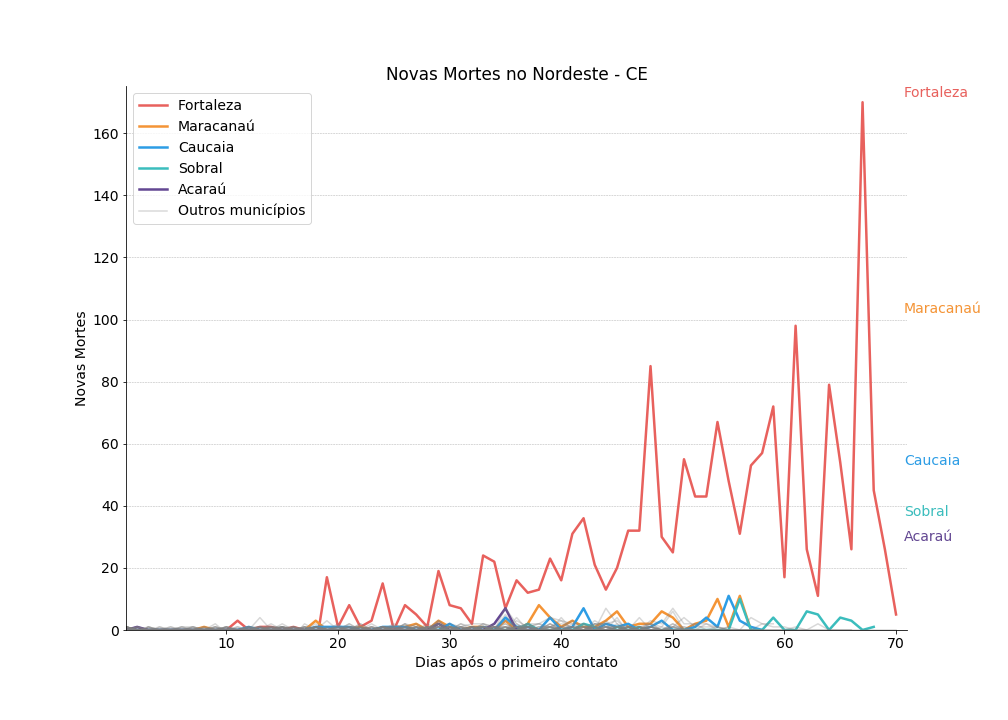 Novas Mortes no Nordeste - CE
Fortaleza
Maracanaú
Caucaia
Sobral
Acaraú
Outros municípios
160
140
120
100
80
60
40
20
0
Novas Mortes
10
20
30
40
50
60
70
Dias após o primeiro contato
Fortaleza
Maracanaú
Caucaia
Sobral
Acaraú